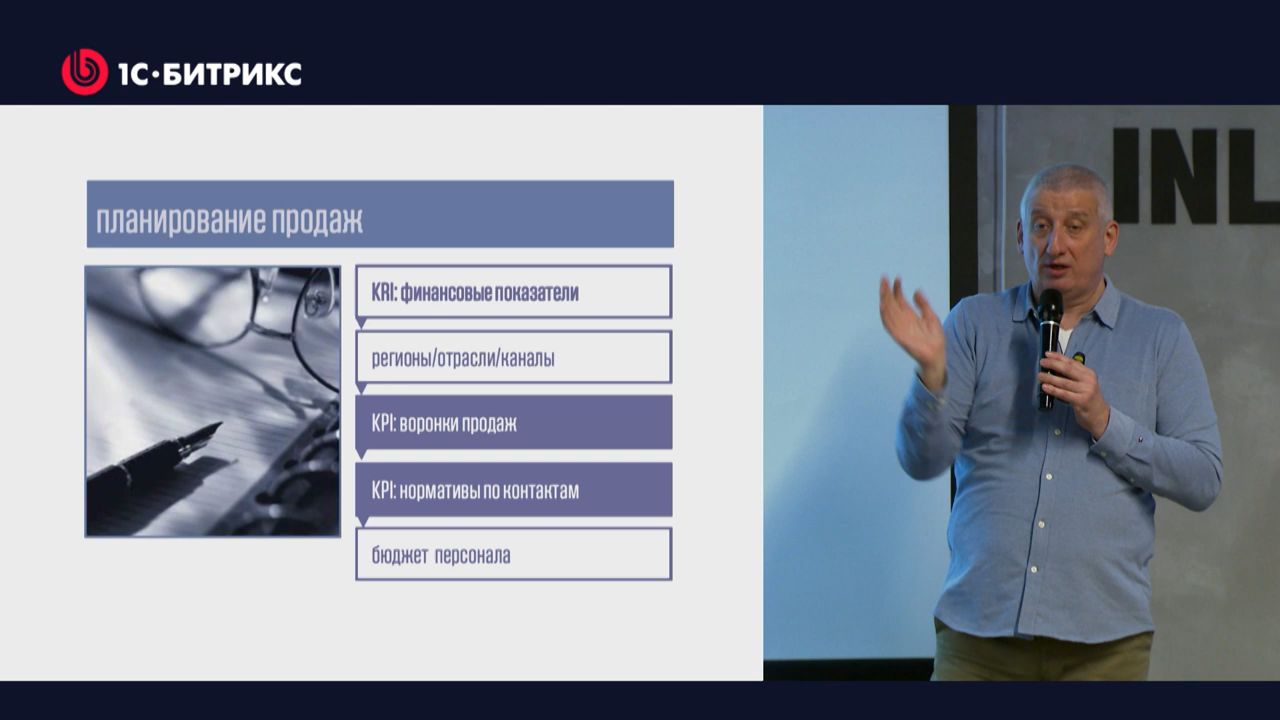 1С·БИТРИКС
планирование продаж
KRI: финансовые показатели
регионы/отрасли/каналы
KPI: воронки продаж
KPI: нормативы по контактам
бюджет персонала
INL